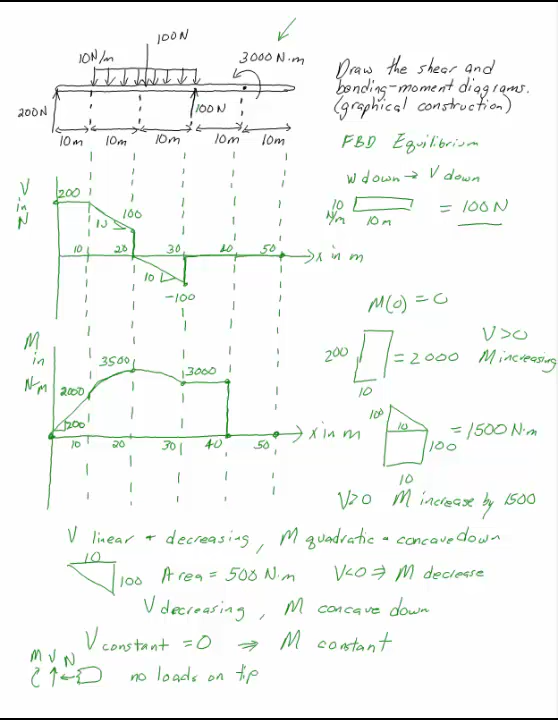 100N
10N/m
3000 N·m
200N
100N
10m 10m 10m 10m 10m
Draw the shear and
bending-moment diagrams.
(graphical construction)
FBD Equilibrium
w down → V down
10 N/m
10m
= 100 N
V in N
200
100
10
10 20 30 40 50
x in m
10
-100
M(0) = 0
200
10
= 2000
V>0
M increasing
M in N·m
2000
3500
3000
200
10 20 30 40 50
x in m
100
10
100
10
= 1500 N·m
V>0 M increase by 1500
V linear + decreasing, M quadratic - concave down
10
100
Area = 500 N·m V<0 ⇒ M decrease
V decreasing, M concave down
V constant = 0 ⇒ M constant
M V N
no loads on tip